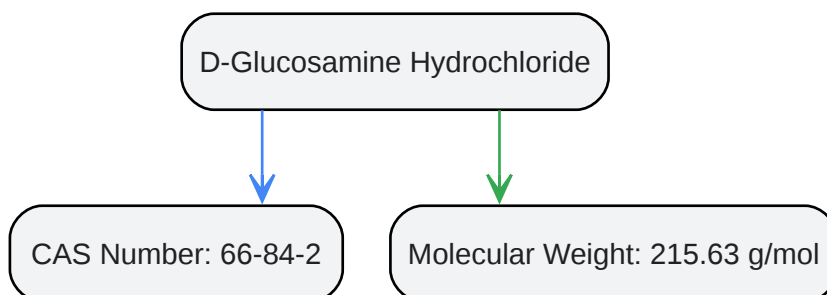 D-Glucosamine Hydrochloride
CAS Number: 66-84-2
Molecular Weight: 215.63 g/mol